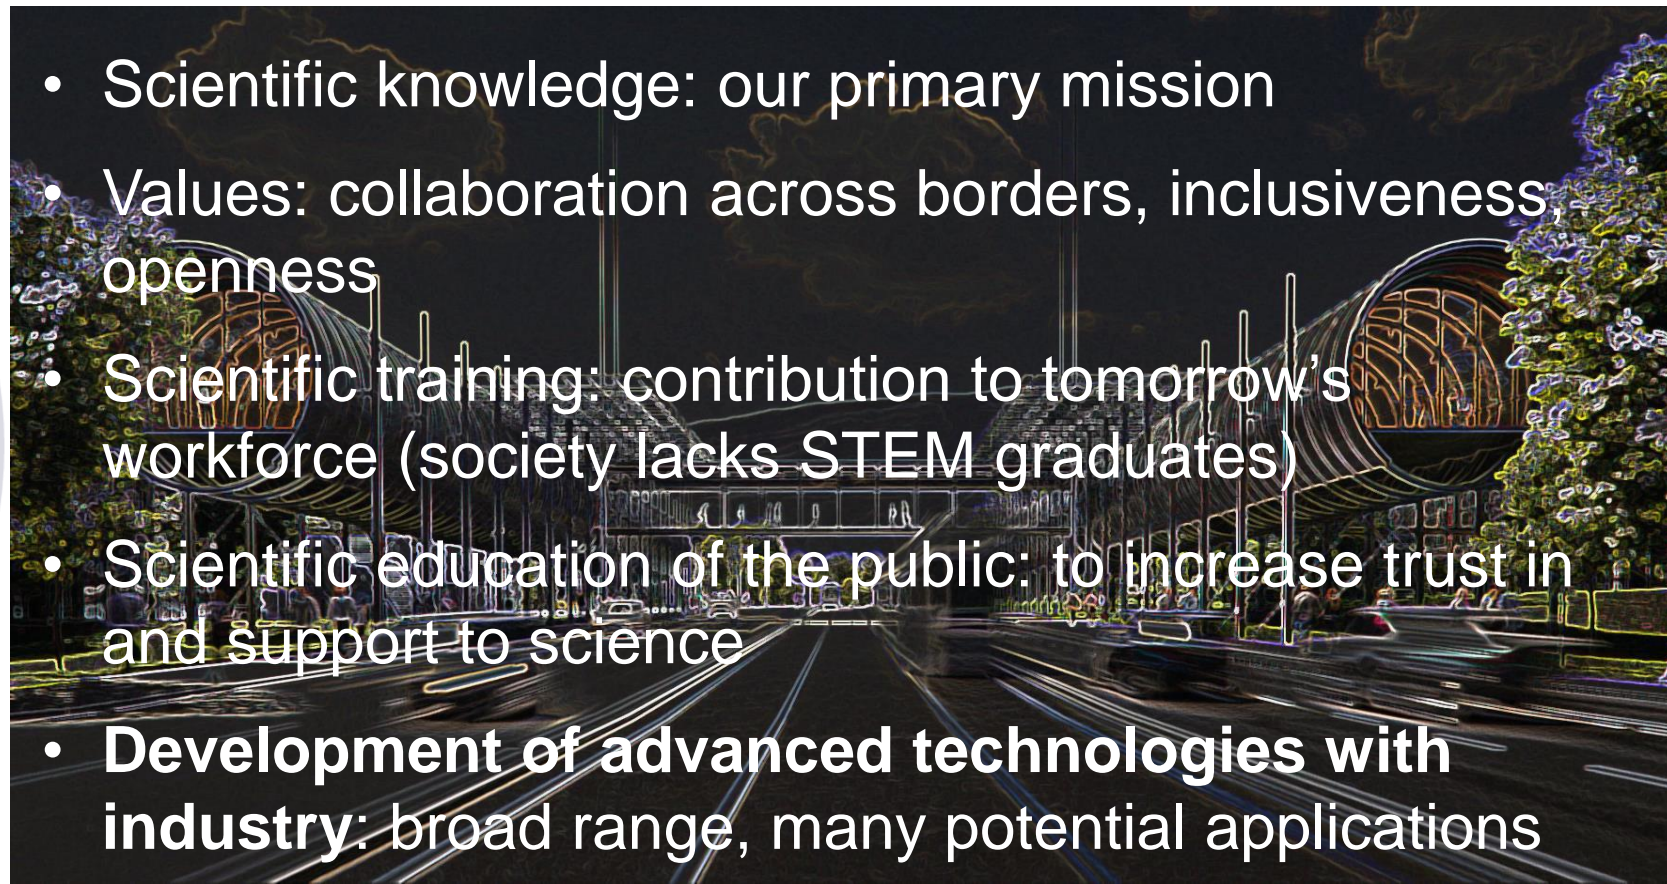 • Scientific knowledge: our primary mission
• Values: collaboration across borders, inclusiveness,
openness
• Scientific training: contribution to tomorrow’s
workforce (society lacks STEM graduates)
• Scientific education of the public: to increase trust in
and support to science
• Development of advanced technologies with
industry: broad range, many potential applications